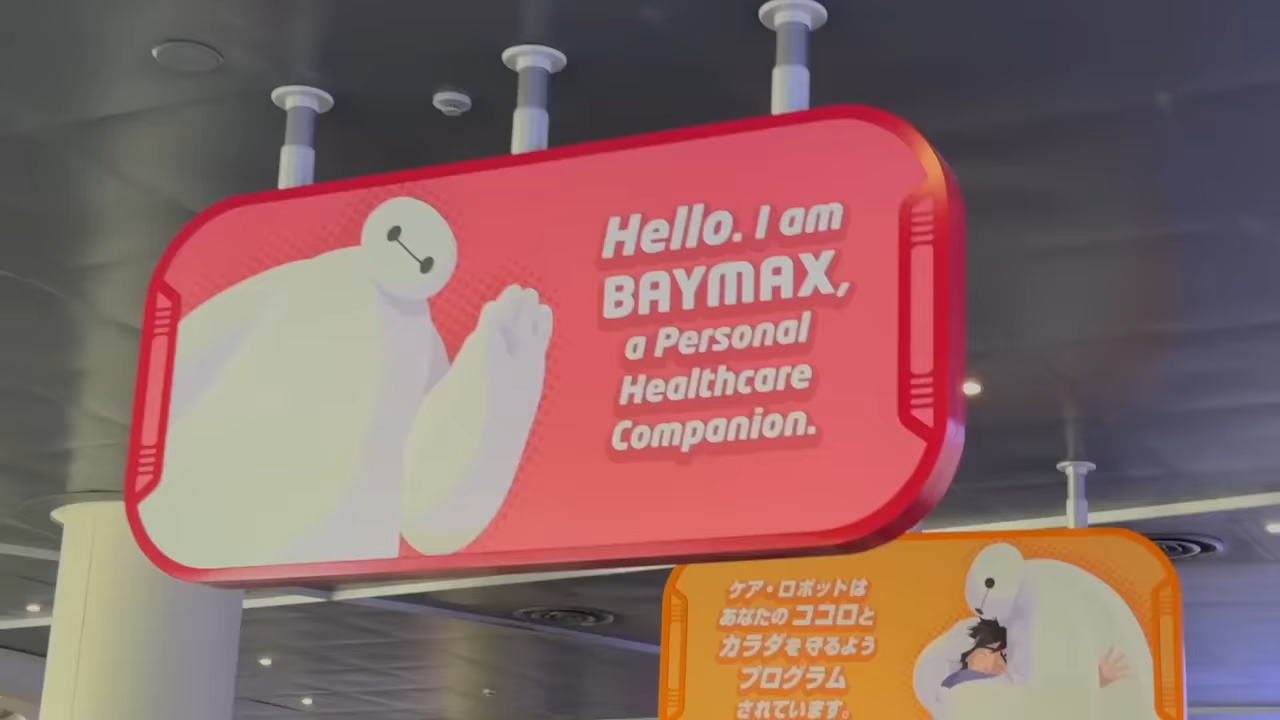 Hello. I am
BAYMAX,
a Personal
Healthcare
Companion.
ケア・ロボットは
あなたのココロと
カラダを守るよう
プログラム
されています。